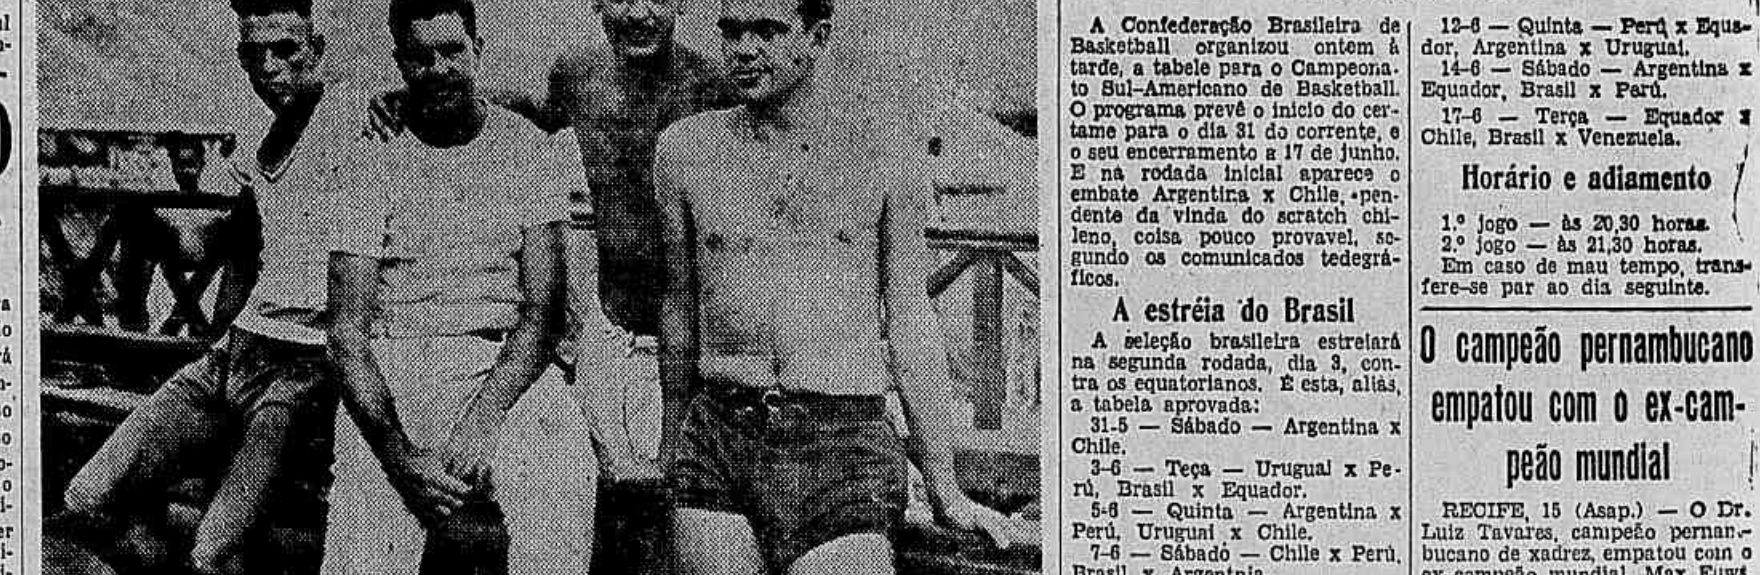 A Confederação Brasileira de
Basketball organizou ontem à
tarde, a tabele para o Campeona-
to Sul-Americano de Basketball.
O programa prevê o inicio do cer-
tame para o dia 31 do corrente, e
o seu encerramento a 17 de junho.
E na rodada inicial aparece o
embate Argentina x Chile, pen-
dente da vinda do scratch chi-
leno, coisa pouco provavel, se-
gundo os comunicados tedegrá-
ficos.
A estréia do Brasil
A seleção brasileira estreiará
na segunda rodada, dia 3, con-
tra os equatorianos. É esta, aliás,
a tabela aprovada:
31-5 — Sábado — Argentina x
Chile.
3-6 — Teça — Uruguai x Pe-
rú, Brasil x Equador.
5-6 — Quinta — Argentina x
Perú, Uruguai x Chile.
7-6 — Sábado — Chile x Perú,
Brasil x Argentnia
12-6 — Quinta — Perú x Equa-
dor, Argentina x Uruguai.
14-6 — Sábado — Argentina x
Equador, Brasil x Perú.
17-6 — Terça — Equador x
Chile, Brasil x Venezuela.
Horário e adiamento
1.º jogo — às 20,30 horas.
2.º jogo — às 21,30 horas.
Em caso de mau tempo, trans-
fere-se par ao dia seguinte.
O campeão pernambucano
empatou com o ex-cam-
peão mundial
RECIFE, 15 (Asap.) — O Dr.
Luiz Tavares, campeão pernam-
bucano de xadrez, empatou com o
ex campeão mundial Max